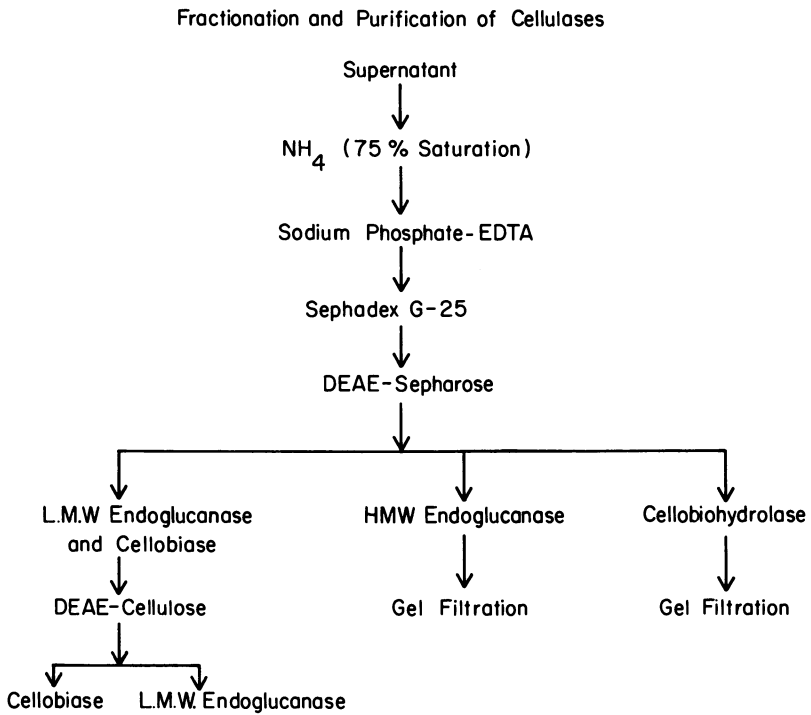 Fractionation and Purification of Cellulases
Supernatant
NH4 (75 % Saturation)
Sodium Phosphate-EDTA
Sephadex G-25
DEAE-Sepharose
L.M.W Endoglucanase
and Cellobiase
HMW Endoglucanase
Cellobiohydrolase
DEAE-Cellulose
Gel Filtration
Gel Filtration
Cellobiase
L.M.W. Endoglucanase